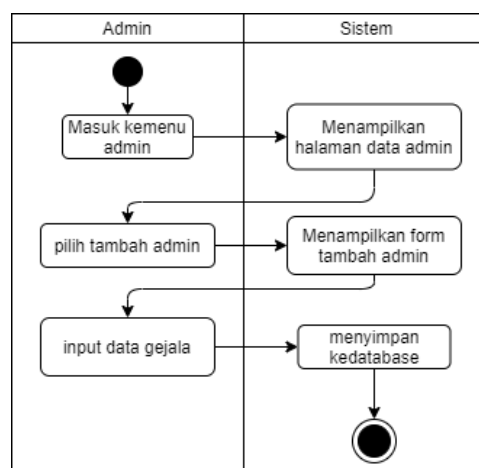 Admin
Sistem
Masuk kemenu
admin
Menampilkan
halaman data admin
pilih tambah admin
Menampilkan form
tambah admin
input data gejala
menyimpan
kedatabase